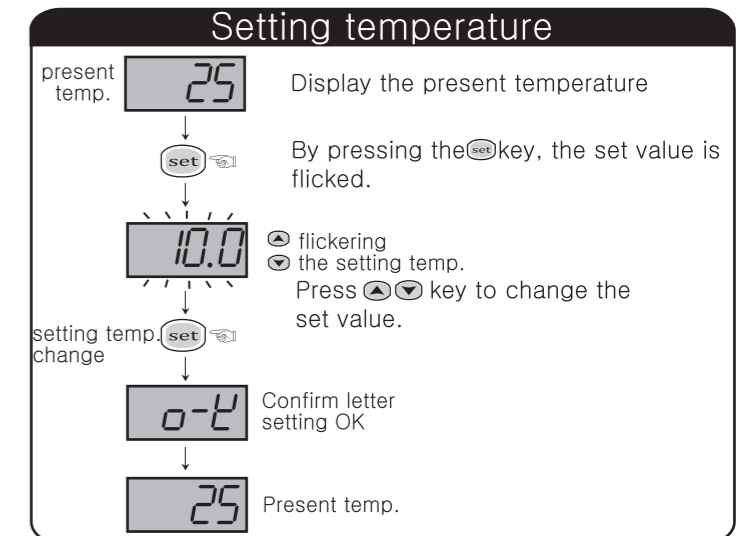 Setting temperature
present
temp.
25
Display the present temperature
set
By pressing the set key, the set value is
flicked.
10.0
flickering
the setting temp.
Press key to change the
set value.
setting temp.
change
set
o-k
Confirm letter
setting OK
25
Present temp.